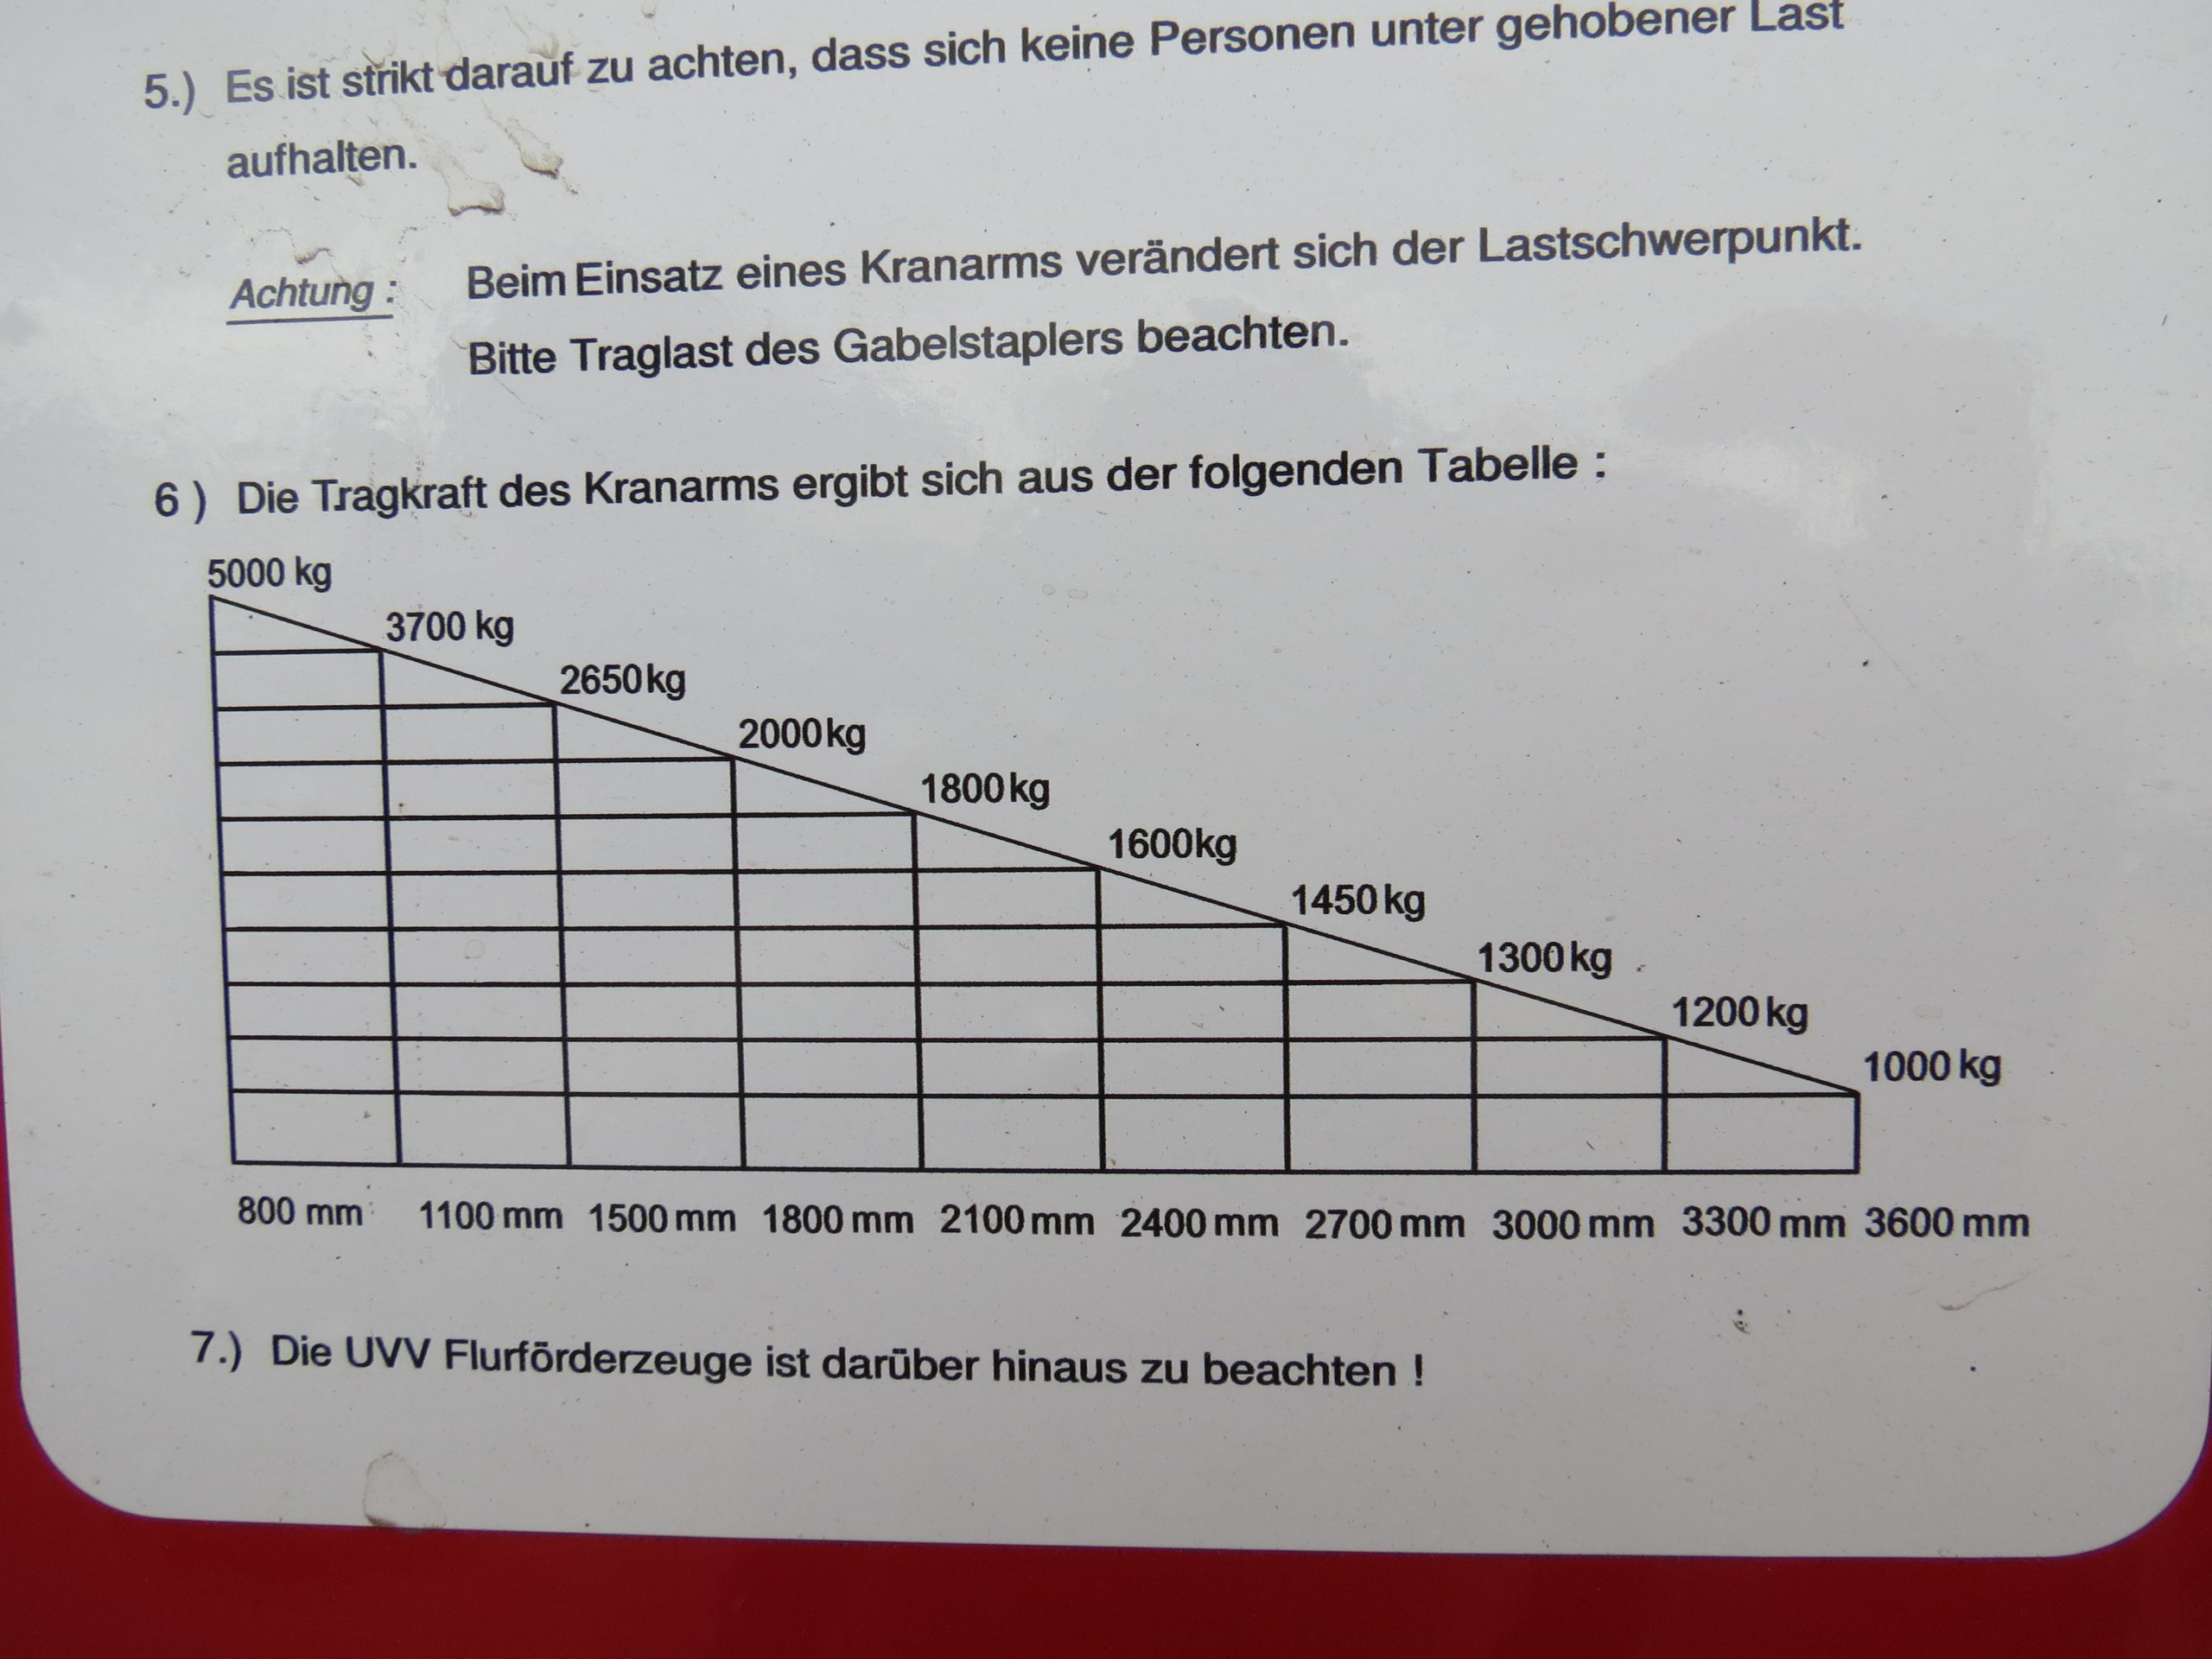 5.) Es ist strikt darauf zu achten, dass sich keine Personen unter gehobener Last
aufhalten.
Achtung : Beim Einsatz eines Kranarms verändert sich der Lastschwerpunkt.
Bitte Traglast des Gabelstaplers beachten.
6 ) Die Tragkraft des Kranarms ergibt sich aus der folgenden Tabelle :
5000 kg
3700 kg
2650 kg
2000 kg
1800 kg
1600 kg
1450 kg
1300 kg
1200 kg
1000 kg
800 mm 1100 mm 1500 mm 1800 mm 2100 mm 2400 mm 2700 mm 3000 mm 3300 mm 3600 mm
7.) Die UVV Flurförderzeuge ist darüber hinaus zu beachten !